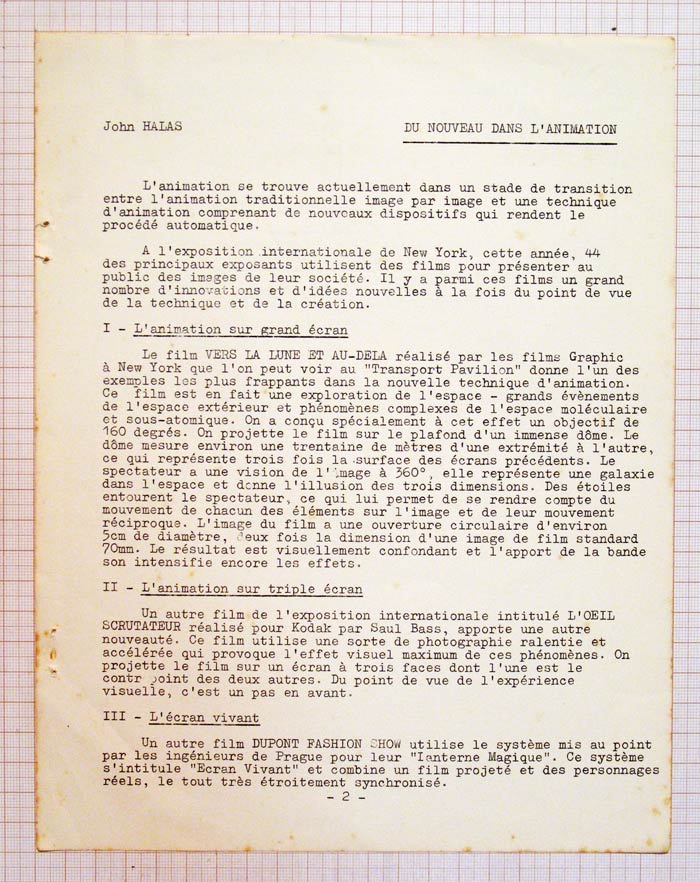 John HALAS DU NOUVEAU DANS L'ANIMATION
L'animation se trouve actuellement dans un stade de transition
entre l'animation traditionnelle image par image et une technique
d'animation comprenant de nouveaux dispositifs qui rendent le
procédé automatique.
A l'exposition internationale de New York, cette année, 44
des principaux exposants utilisent des films pour présenter au
public des images de leur société. Il y a parmi ces films un grand
nombre d'innovations et d'idées nouvelles à la fois du point de vue
de la technique et de la création.
I - L'animation sur grand écran
Le film VERS LA LUNE ET AU-DELA réalisé par les films Graphic
à New York que l'on peut voir au "Transport Pavilion" donne l'un des
exemples les plus frappants dans la nouvelle technique d'animation.
Ce film est en fait une exploration de l'espace - grands évènements
de l'espace extérieur et phénomènes complexes de l'espace moléculaire
et sous-atomique. On a conçu spécialement à cet effet un objectif de
160 degrés. On projette le film sur le plafond d'un immense dôme. Le
dôme mesure environ une trentaine de mètres d'une extrémité à l'autre,
ce qui représente trois fois la surface des écrans précédents. Le
spectateur a une vision de l'image à 360°, elle représente une galaxie
dans l'espace et donne l'illusion des trois dimensions. Des étoiles
entourent le spectateur, ce qui lui permet de se rendre compte du
mouvement de chacun des éléments sur l'image et de leur mouvement
réciproque. L'image du film a une ouverture circulaire d'environ
5cm de diamètre, deux fois la dimension d'une image de film standard
70mm. Le résultat est visuellement confondant et l'apport de la bande
son intensifie encore les effets.
II - L'animation sur triple écran
Un autre film de l'exposition internationale intitulé L'OEIL
SCRUTATEUR réalisé pour Kodak par Saul Bass, apporte une autre
nouveauté. Ce film utilise une sorte de photographie ralentie et
accélérée qui provoque l'effet visuel maximum de ces phénomènes. On
projette le film sur un écran à trois faces dont l'une est le
contrepoint des deux autres. Du point de vue de l'expérience
visuelle, c'est un pas en avant.
III - L'écran vivant
Un autre film DUPONT FASHION SHOW utilise le système mis au point
par les ingénieurs de Prague pour leur "Ianterne Magique". Ce système
s'intitule "Ecran Vivant" et combine un film projeté et des personnages
réels, le tout très étroitement synchronisé.
- 2 -